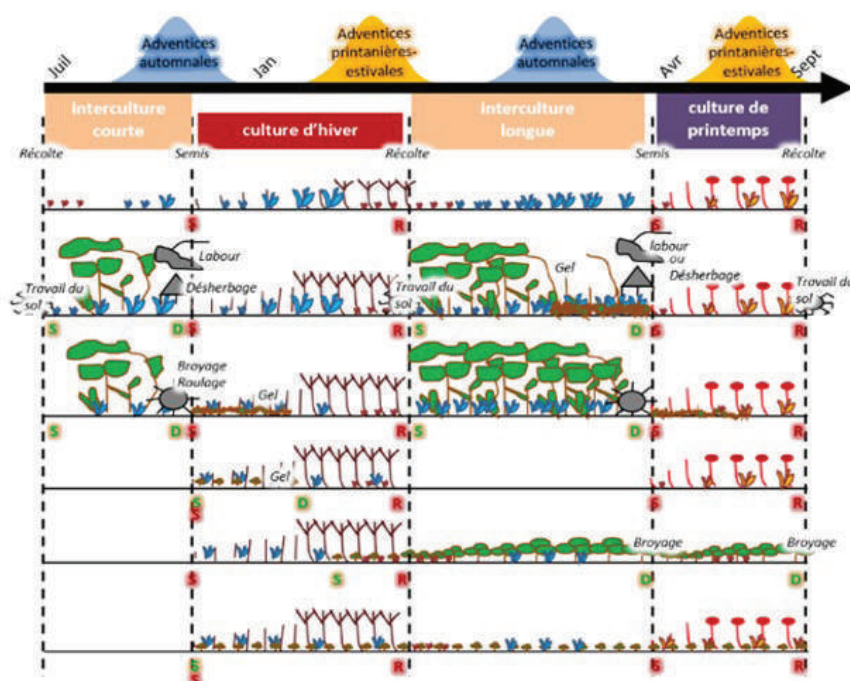 Juil
Adventices
automnales
Jan
Adventices
printanières-
estivales
Adventices
automnales
Avr
Adventices
printanières-
estivales
Sept
interculture
courte
culture d'hiver
interculture
longue
culture de
printemps
Récolte
Semis
Récolte
Semis
Récolte
S
R
S
R
Labour
Travail du
sol
Désherbage
Travail du
sol
Gel
labour
ou
Désherbage
Travail du
sol
S
D
S
R
S
D
S
R
Broyage
Roulage
Gel
S
D
S
R
S
D
S
R
Gel
S
S
D
R
S
R
Broyage
Broyage
S
S
R
D
D
S
S
R
S
R